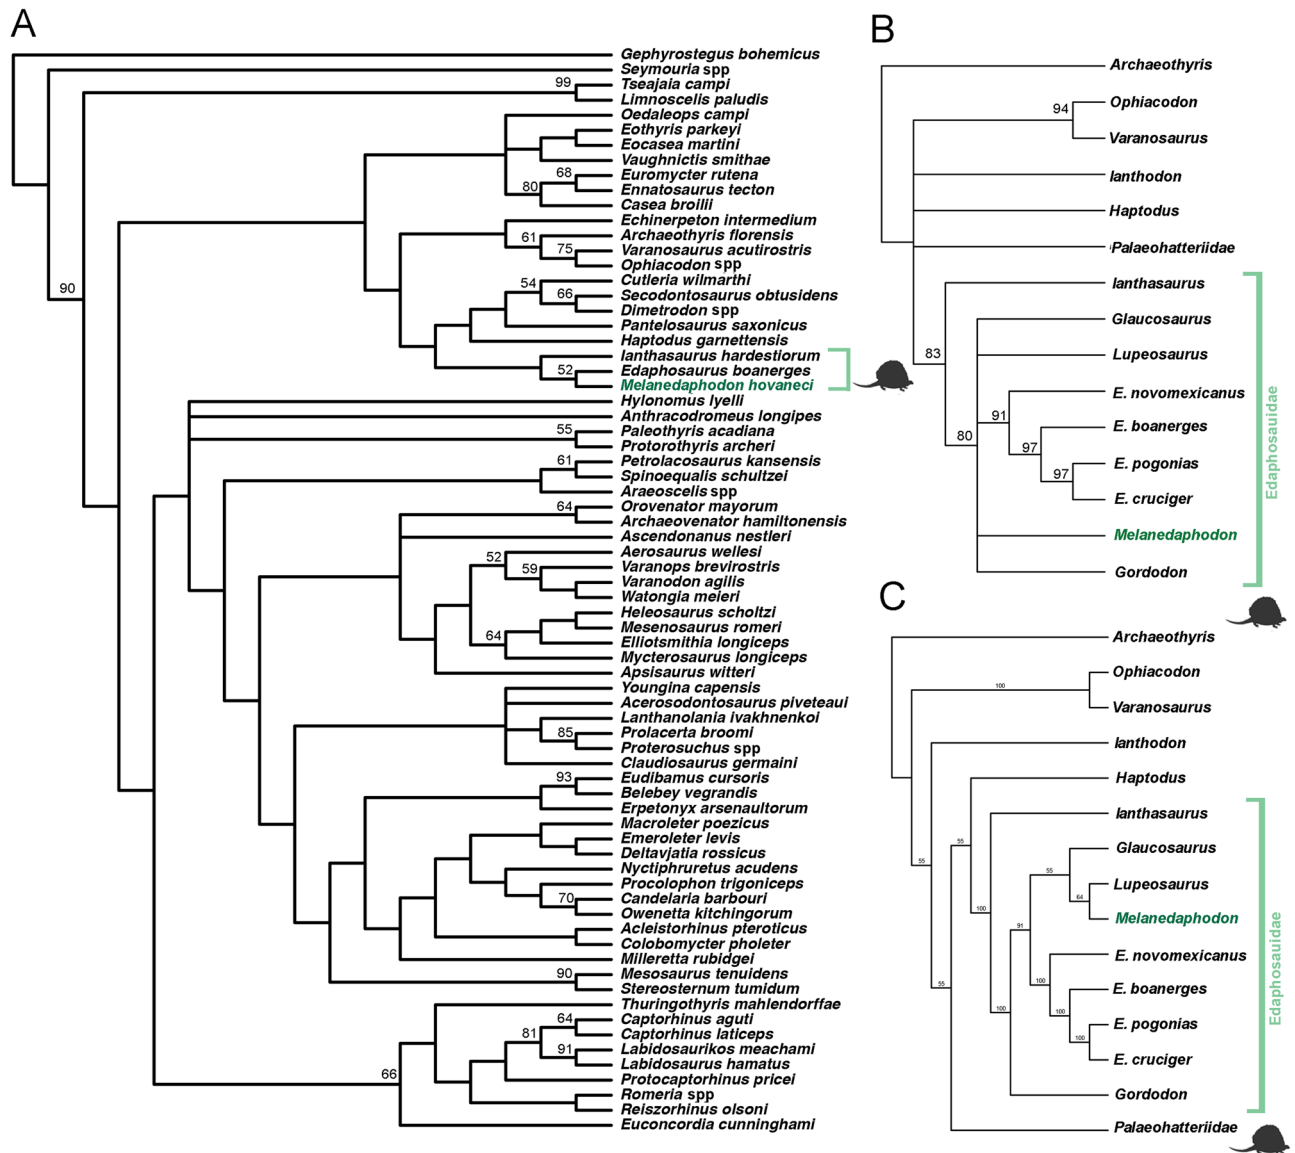 A
Gephyrostegus bohemicus
Seymouria spp
99
Tseajaia campi
Limnoscelis paludis
Oedaleops campi
Eothyris parkeyi
Eocasea martini
Vaughnictis smithae
68
Euromycter rutena
80
Ennatosaurus tecton
Casea broilii
Echinerpeton intermedium
61
Archaeothyris florensis
75
Varanosaurus acutirostris
Ophiacodon spp
54
Cutleria wilmarthi
90
66
Secodontosaurus obtusidens
Dimetrodon spp
Pantelosaurus saxonicus
Haptodus garnettensis
Ianthasaurus hardestiorum
52
Edaphosaurus boanerges
Melanedaphodon hovaneci
Hylonomus lyelli
Anthracodromeus longipes
55
Paleothyris acadiana
Protorothyris archeri
61
Petrolacosaurus kansensis
Spinoequalis schultzei
Araeoscelis spp
64
Orovenator mayorum
Archaeovenator hamiltonensis
Ascendonanus nestleri
52
Aerosaurus wellesi
59
Varanops brevirostris
Varanodon agilis
Watongia meieri
Heleosaurus scholtzi
Mesenosaurus romeri
64
Elliotsmithia longiceps
Mycterosaurus longiceps
Apsisaurus witteri
Youngina capensis
Acerosodontosaurus piveteaui
Lanthanolania ivakhnenkoi
85
Prolacerta broomi
Proterosuchus spp
Claudiosaurus germaini
93
Eudibamus cursoris
Belebey vegrandis
Erpetonyx arsenaultorum
Macroleter poezicus
Emeroleter levis
Deltavjatia rossicus
Nyctiphruretus acudens
Procolophon trigoniceps
70
Candelaria barbouri
Owenetta kitchingorum
Acleistorhinus pteroticus
Colobomycter pholeter
Milleretta rubidgei
90
Mesosaurus tenuidens
Stereosternum tumidum
Thuringothyris mahlendorffae
64
Captorhinus aguti
81
Captorhinus laticeps
91
Labidosaurikos meachami
Labidosaurus hamatus
66
Protocaptorhinus pricei
Romeria spp
Reiszorhinus olsoni
Euconcordia cunninghami
B
Archaeothyris
94
Ophiacodon
Varanosaurus
Ianthodon
Haptodus
Palaeohatteriidae
Ianthasaurus
Glaucosaurus
83
Lupeosaurus
E. novomexicanus
91
E. boanerges
80
97
E. pogonias
97
E. cruciger
Melanedaphodon
Gordodon
Edaphosauidae
C
Archaeothyris
Ophiacodon
100
Varanosaurus
Ianthodon
Haptodus
Ianthasaurus
55
Glaucosaurus
55
55
Lupeosaurus
64
100
Melanedaphodon
91
E. novomexicanus
100
55
E. boanerges
100
100
E. pogonias
100
E. cruciger
Gordodon
Palaeohatteriidae
Edaphosauidae